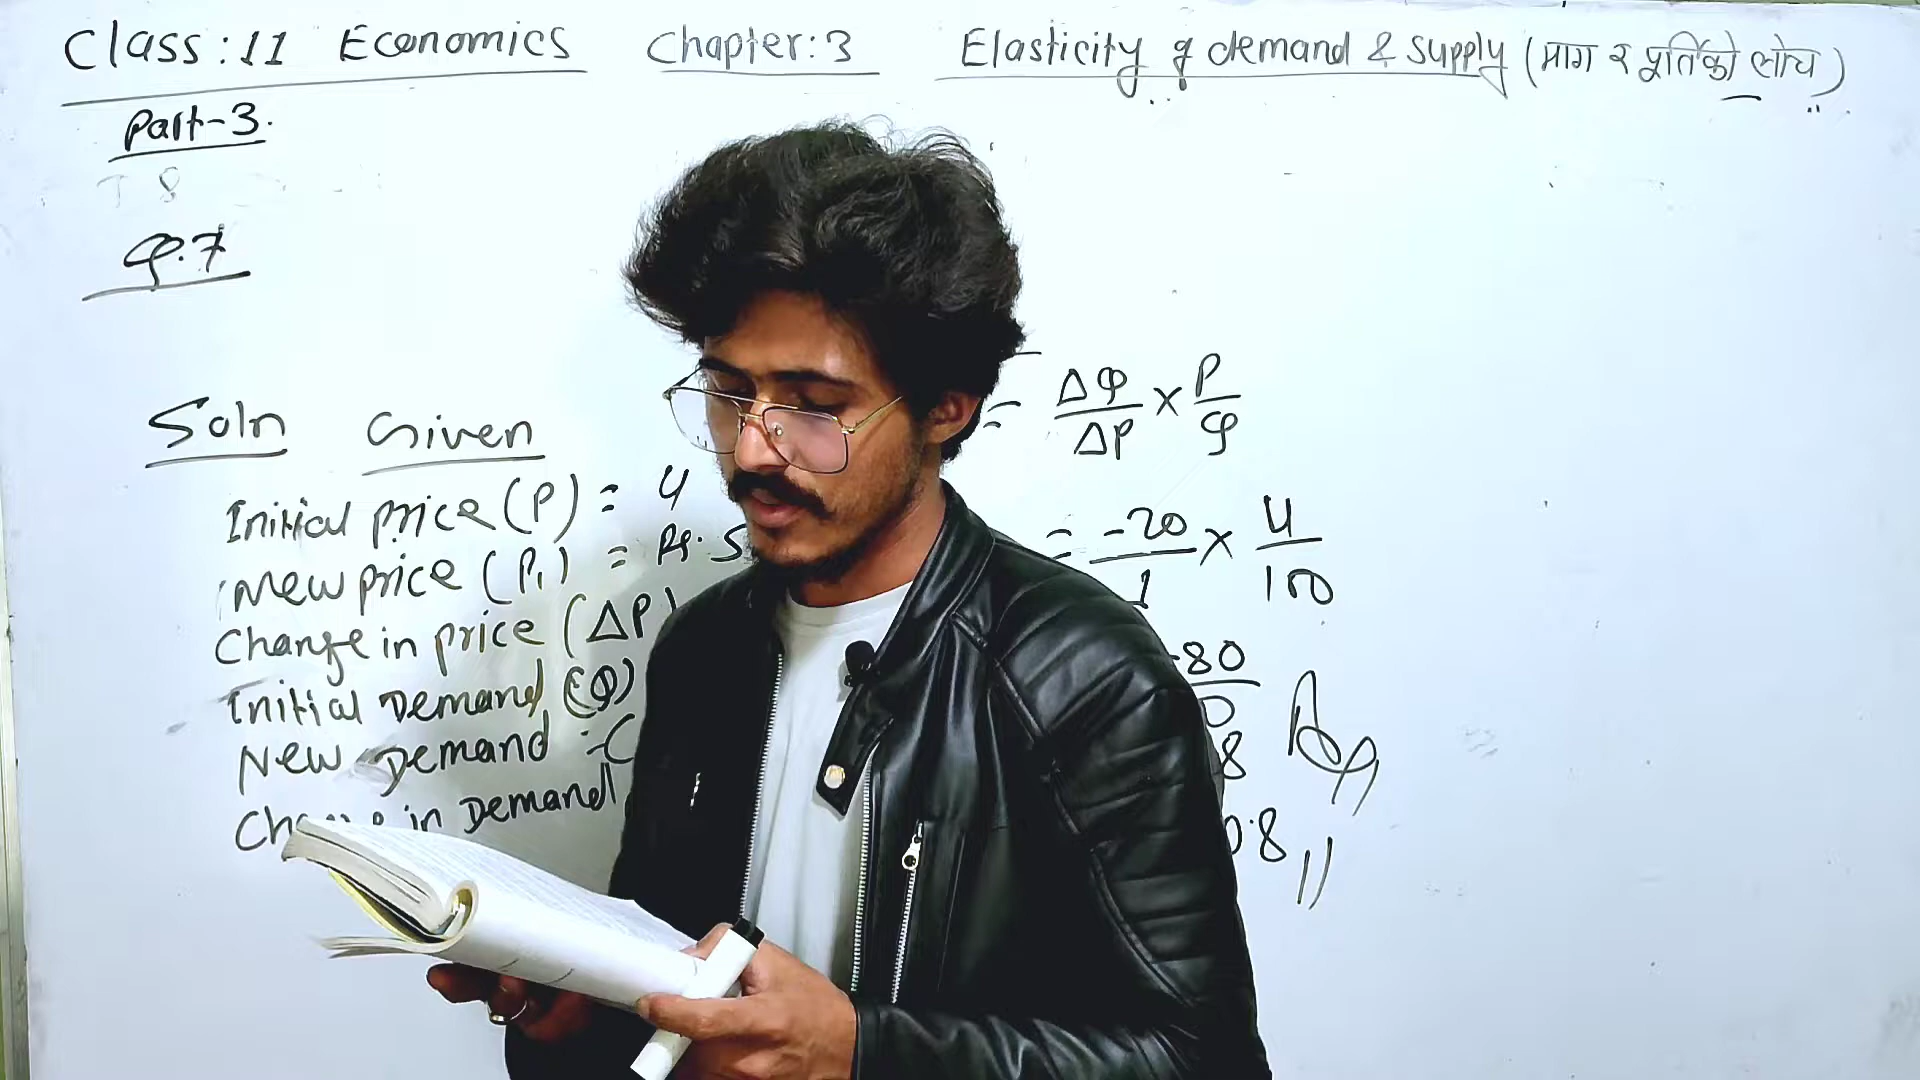 Class:11 Economics Chapter:3 Elasticity of demand & supply (माग र पूर्तिको लोच)
Part-3.
Q.7
Soln Given
Initial price (P) = 4
New price (P1) = Rs. 5
Change in price (ΔP)
Initial Demand (Q)
New Demand
Change in Demand
= ΔQ/ΔP × P/Q
= -20/1 × 4/100
-80
8
0.8 //